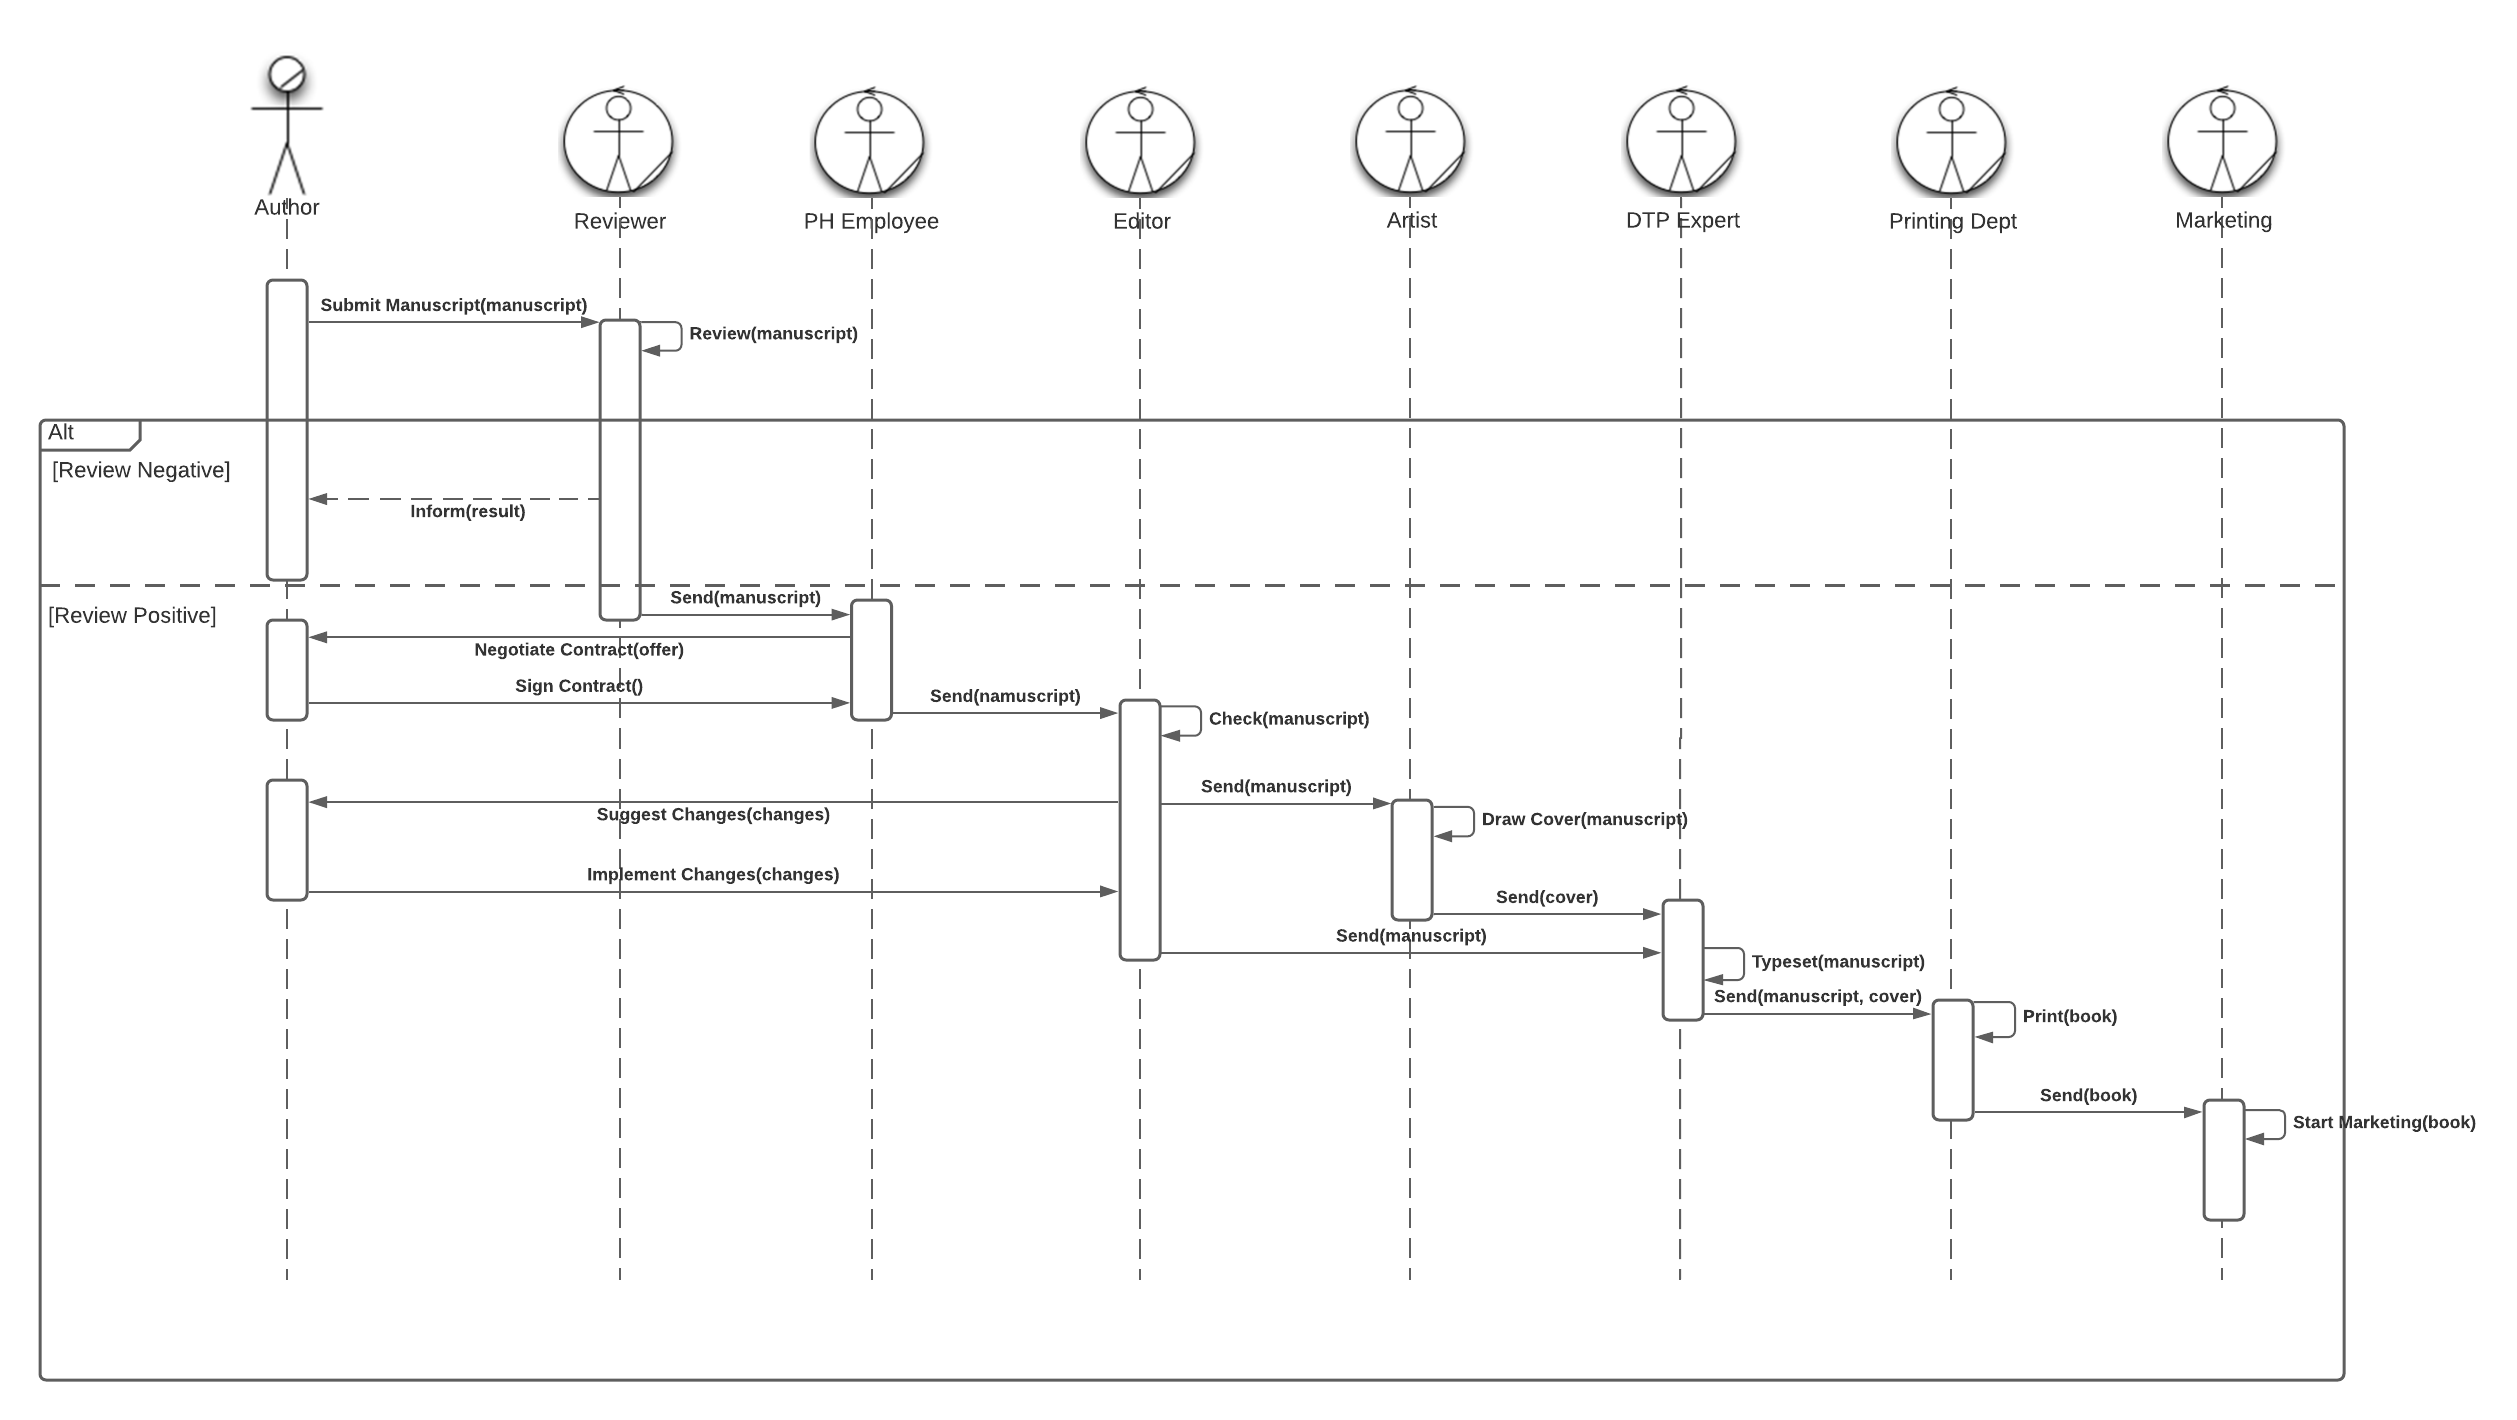 Author
Reviewer
PH Employee
Editor
Artist
DTP Expert
Printing Dept
Marketing
Submit Manuscript(manuscript)
Review(manuscript)
Alt
[Review Negative]
Inform(result)
[Review Positive]
Send(manuscript)
Negotiate Contract(offer)
Sign Contract()
Send(namuscript)
Check(manuscript)
Suggest Changes(changes)
Send(manuscript)
Draw Cover(manuscript)
Implement Changes(changes)
Send(cover)
Send(manuscript)
Typeset(manuscript)
Send(manuscript, cover)
Print(book)
Send(book)
Start Marketing(book)